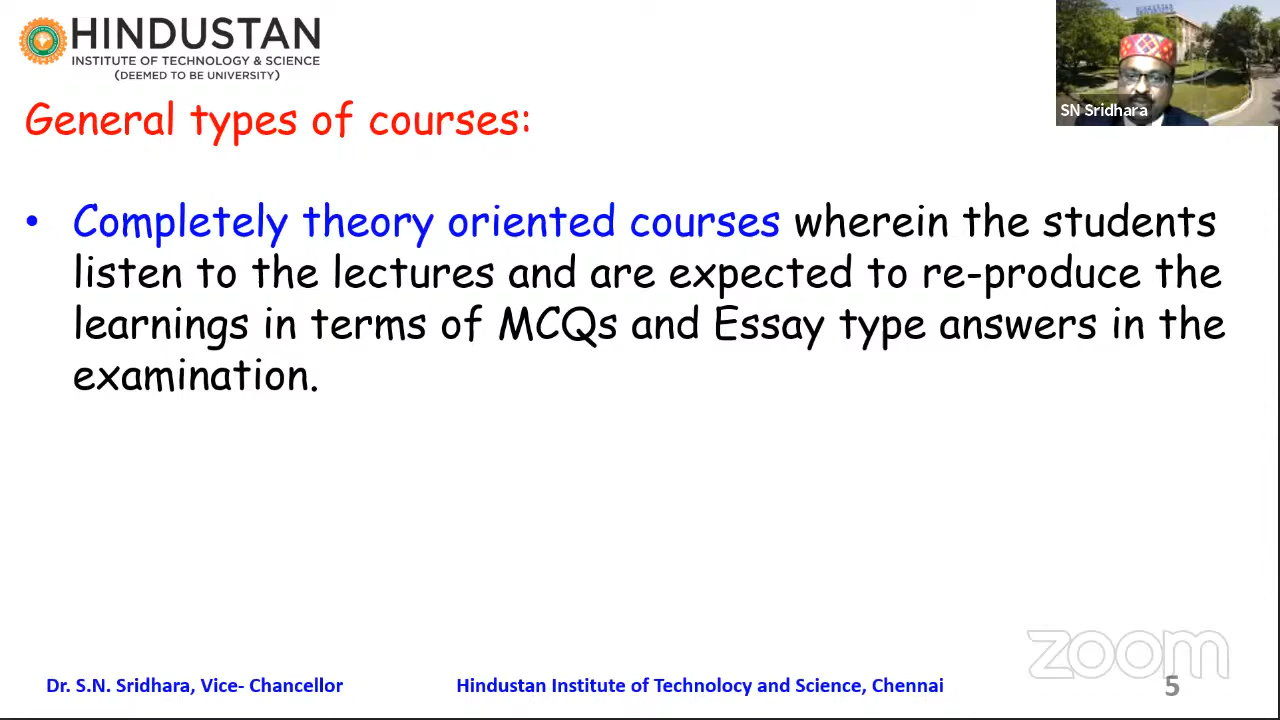 HINDUSTAN
INSTITUTE OF TECHNOLOGY & SCIENCE
(DEEMED TO BE UNIVERSITY)
SN Sridhara
General types of courses:
• Completely theory oriented courses wherein the students
listen to the lectures and are expected to re-produce the
learnings in terms of MCQs and Essay type answers in the
examination.
zoom
Dr. S.N. Sridhara, Vice- Chancellor
Hindustan Institute of Technology and Science, Chennai
5